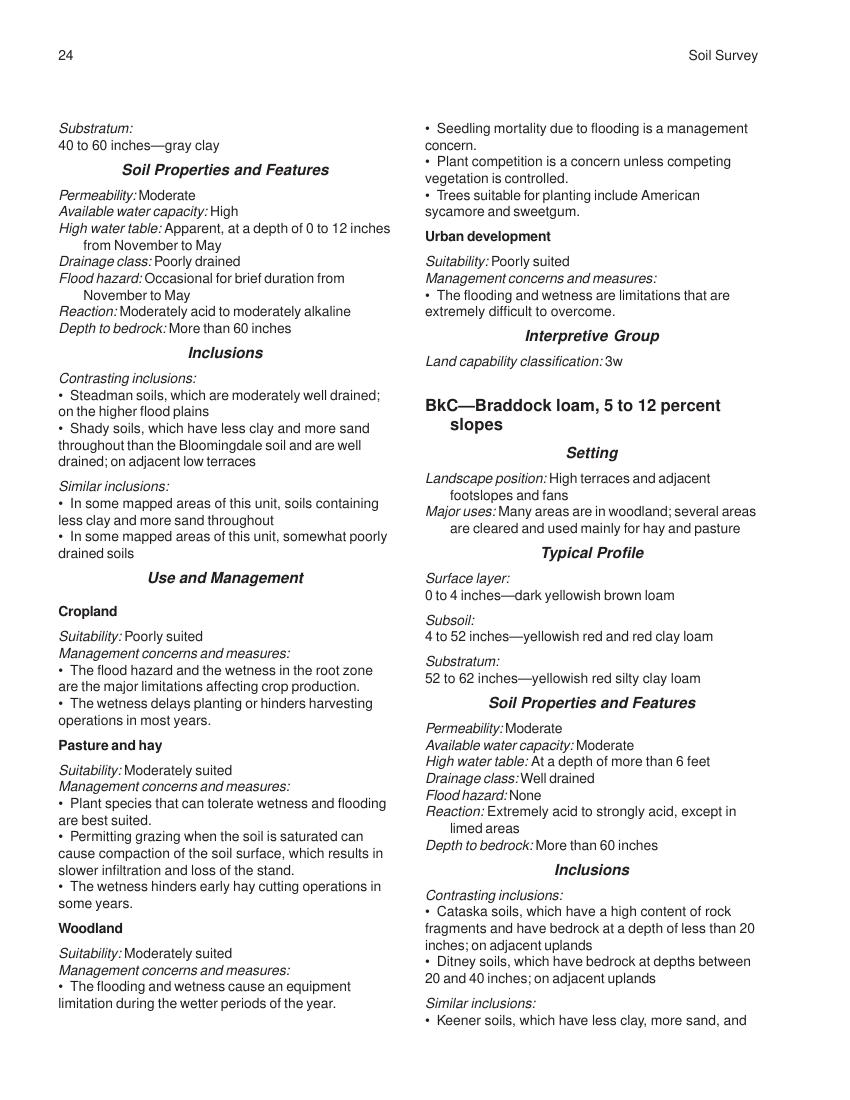 24
Soil Survey
Substratum:
40 to 60 inches—gray clay
Soil Properties and Features
Permeability: Moderate
Available water capacity: High
High water table: Apparent, at a depth of 0 to 12 inches
from November to May
Drainage class: Poorly drained
Flood hazard: Occasional for brief duration from
November to May
Reaction: Moderately acid to moderately alkaline
Depth to bedrock: More than 60 inches
Inclusions
Contrasting inclusions:
• Steadman soils, which are moderately well drained;
on the higher flood plains
• Shady soils, which have less clay and more sand
throughout than the Bloomingdale soil and are well
drained; on adjacent low terraces
Similar inclusions:
• In some mapped areas of this unit, soils containing
less clay and more sand throughout
• In some mapped areas of this unit, somewhat poorly
drained soils
Use and Management
Cropland
Suitability: Poorly suited
Management concerns and measures:
• The flood hazard and the wetness in the root zone
are the major limitations affecting crop production.
• The wetness delays planting or hinders harvesting
operations in most years.
Pasture and hay
Suitability: Moderately suited
Management concerns and measures:
• Plant species that can tolerate wetness and flooding
are best suited.
• Permitting grazing when the soil is saturated can
cause compaction of the soil surface, which results in
slower infiltration and loss of the stand.
• The wetness hinders early hay cutting operations in
some years.
Woodland
Suitability: Moderately suited
Management concerns and measures:
• The flooding and wetness cause an equipment
limitation during the wetter periods of the year.
• Seedling mortality due to flooding is a management
concern.
• Plant competition is a concern unless competing
vegetation is controlled.
• Trees suitable for planting include American
sycamore and sweetgum.
Urban development
Suitability: Poorly suited
Management concerns and measures:
• The flooding and wetness are limitations that are
extremely difficult to overcome.
Interpretive Group
Land capability classification: 3w
BkC—Braddock loam, 5 to 12 percent
slopes
Setting
Landscape position: High terraces and adjacent
footslopes and fans
Major uses: Many areas are in woodland; several areas
are cleared and used mainly for hay and pasture
Typical Profile
Surface layer:
0 to 4 inches—dark yellowish brown loam
Subsoil:
4 to 52 inches—yellowish red and red clay loam
Substratum:
52 to 62 inches—yellowish red silty clay loam
Soil Properties and Features
Permeability: Moderate
Available water capacity: Moderate
High water table: At a depth of more than 6 feet
Drainage class: Well drained
Flood hazard: None
Reaction: Extremely acid to strongly acid, except in
limed areas
Depth to bedrock: More than 60 inches
Inclusions
Contrasting inclusions:
• Cataska soils, which have a high content of rock
fragments and have bedrock at a depth of less than 20
inches; on adjacent uplands
• Ditney soils, which have bedrock at depths between
20 and 40 inches; on adjacent uplands
Similar inclusions:
• Keener soils, which have less clay, more sand, and